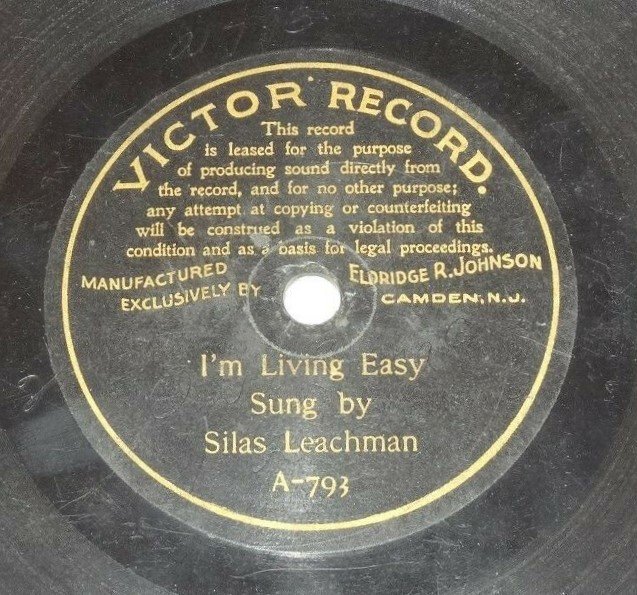 VICTOR RECORD.
This record
is leased for the purpose
of producing sound directly from
the record, and for no other purpose;
any attempt at copying or counterfeiting
will be construed as a violation of this
condition and as a basis for legal proceedings.
MANUFACTURED
EXCLUSIVELY BY
ELDRIDGE R. JOHNSON
CAMDEN, N.J.
I'm Living Easy
Sung by
Silas Leachman
A-793